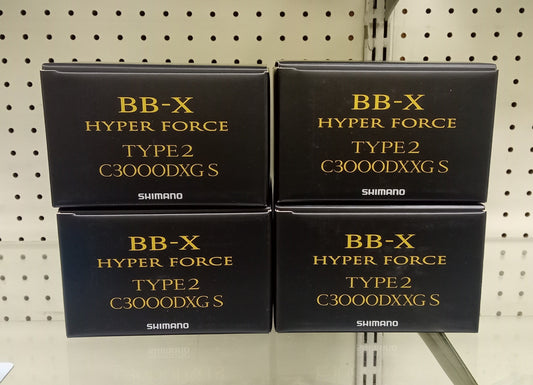 BB-X
HYPER FORCE
TYPE 2
C3000DXG S
SHIMANO
BB-X
HYPER FORCE
TYPE 2
C3000DXXG S
SHIMANO
BB-X
HYPER FORCE
TYPE 2
C3000DXG S
SHIMANO
BB-X
HYPER FORCE
TYPE 2
C3000DXXG S
SHIMANO